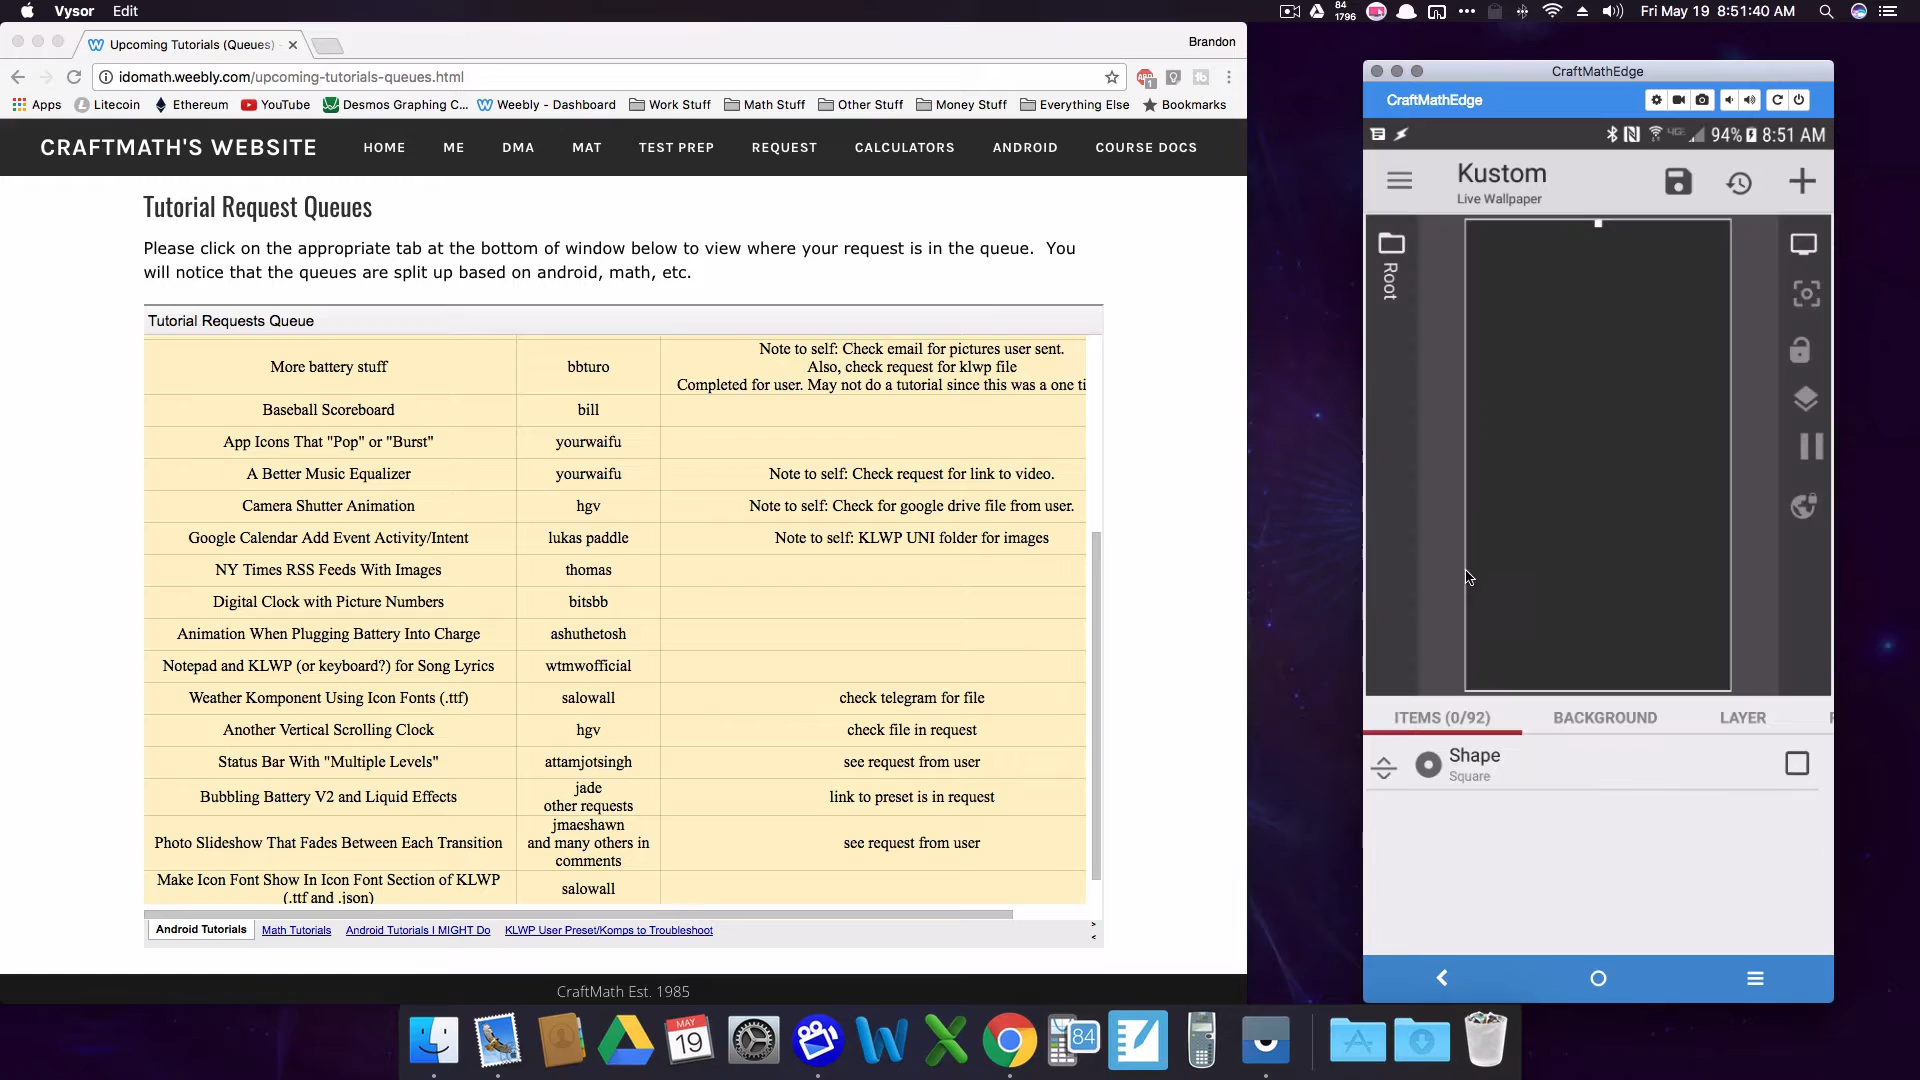 Vysor Edit
84
1796
Fri May 19 8:51:40 AM
Upcoming Tutorials (Queues)
Brandon
idomath.weebly.com/upcoming-tutorials-queues.html
Apps Litecoin Ethereum YouTube Desmos Graphing C... Weebly - Dashboard Work Stuff Math Stuff Other Stuff Money Stuff Everything Else Bookmarks
CRAFTMATH'S WEBSITE HOME ME DMA MAT TEST PREP REQUEST CALCULATORS ANDROID COURSE DOCS
Tutorial Request Queues
Please click on the appropriate tab at the bottom of window below to view where your request is in the queue. You
will notice that the queues are split up based on android, math, etc.
Tutorial Requests Queue
Note to self: Check email for pictures user sent.
More battery stuff bbturo Also, check request for klwp file
Completed for user. May not do a tutorial since this was a one ti
Baseball Scoreboard bill
App Icons That "Pop" or "Burst" yourwaifu
A Better Music Equalizer yourwaifu Note to self: Check request for link to video.
Camera Shutter Animation hgv Note to self: Check for google drive file from user.
Google Calendar Add Event Activity/Intent lukas paddle Note to self: KLWP UNI folder for images
NY Times RSS Feeds With Images thomas
Digital Clock with Picture Numbers bitsbb
Animation When Plugging Battery Into Charge ashuthetosh
Notepad and KLWP (or keyboard?) for Song Lyrics wtmwofficial
Weather Komponent Using Icon Fonts (.ttf) salowall check telegram for file
Another Vertical Scrolling Clock hgv check file in request
Status Bar With "Multiple Levels" attamjotsingh see request from user
Bubbling Battery V2 and Liquid Effects jade
other requests link to preset is in request
Photo Slideshow That Fades Between Each Transition jmaeshawn
and many others in
comments see request from user
Make Icon Font Show In Icon Font Section of KLWP
(.ttf and .json) salowall
Android Tutorials Math Tutorials Android Tutorials I MIGHT Do KLWP User Preset/Komps to Troubleshoot
CraftMath Est. 1985
CraftMathEdge
CraftMathEdge
94% 8:51 AM
Kustom
Live Wallpaper
Root
ITEMS (0/92) BACKGROUND LAYER
Shape
Square
MAY
19
84